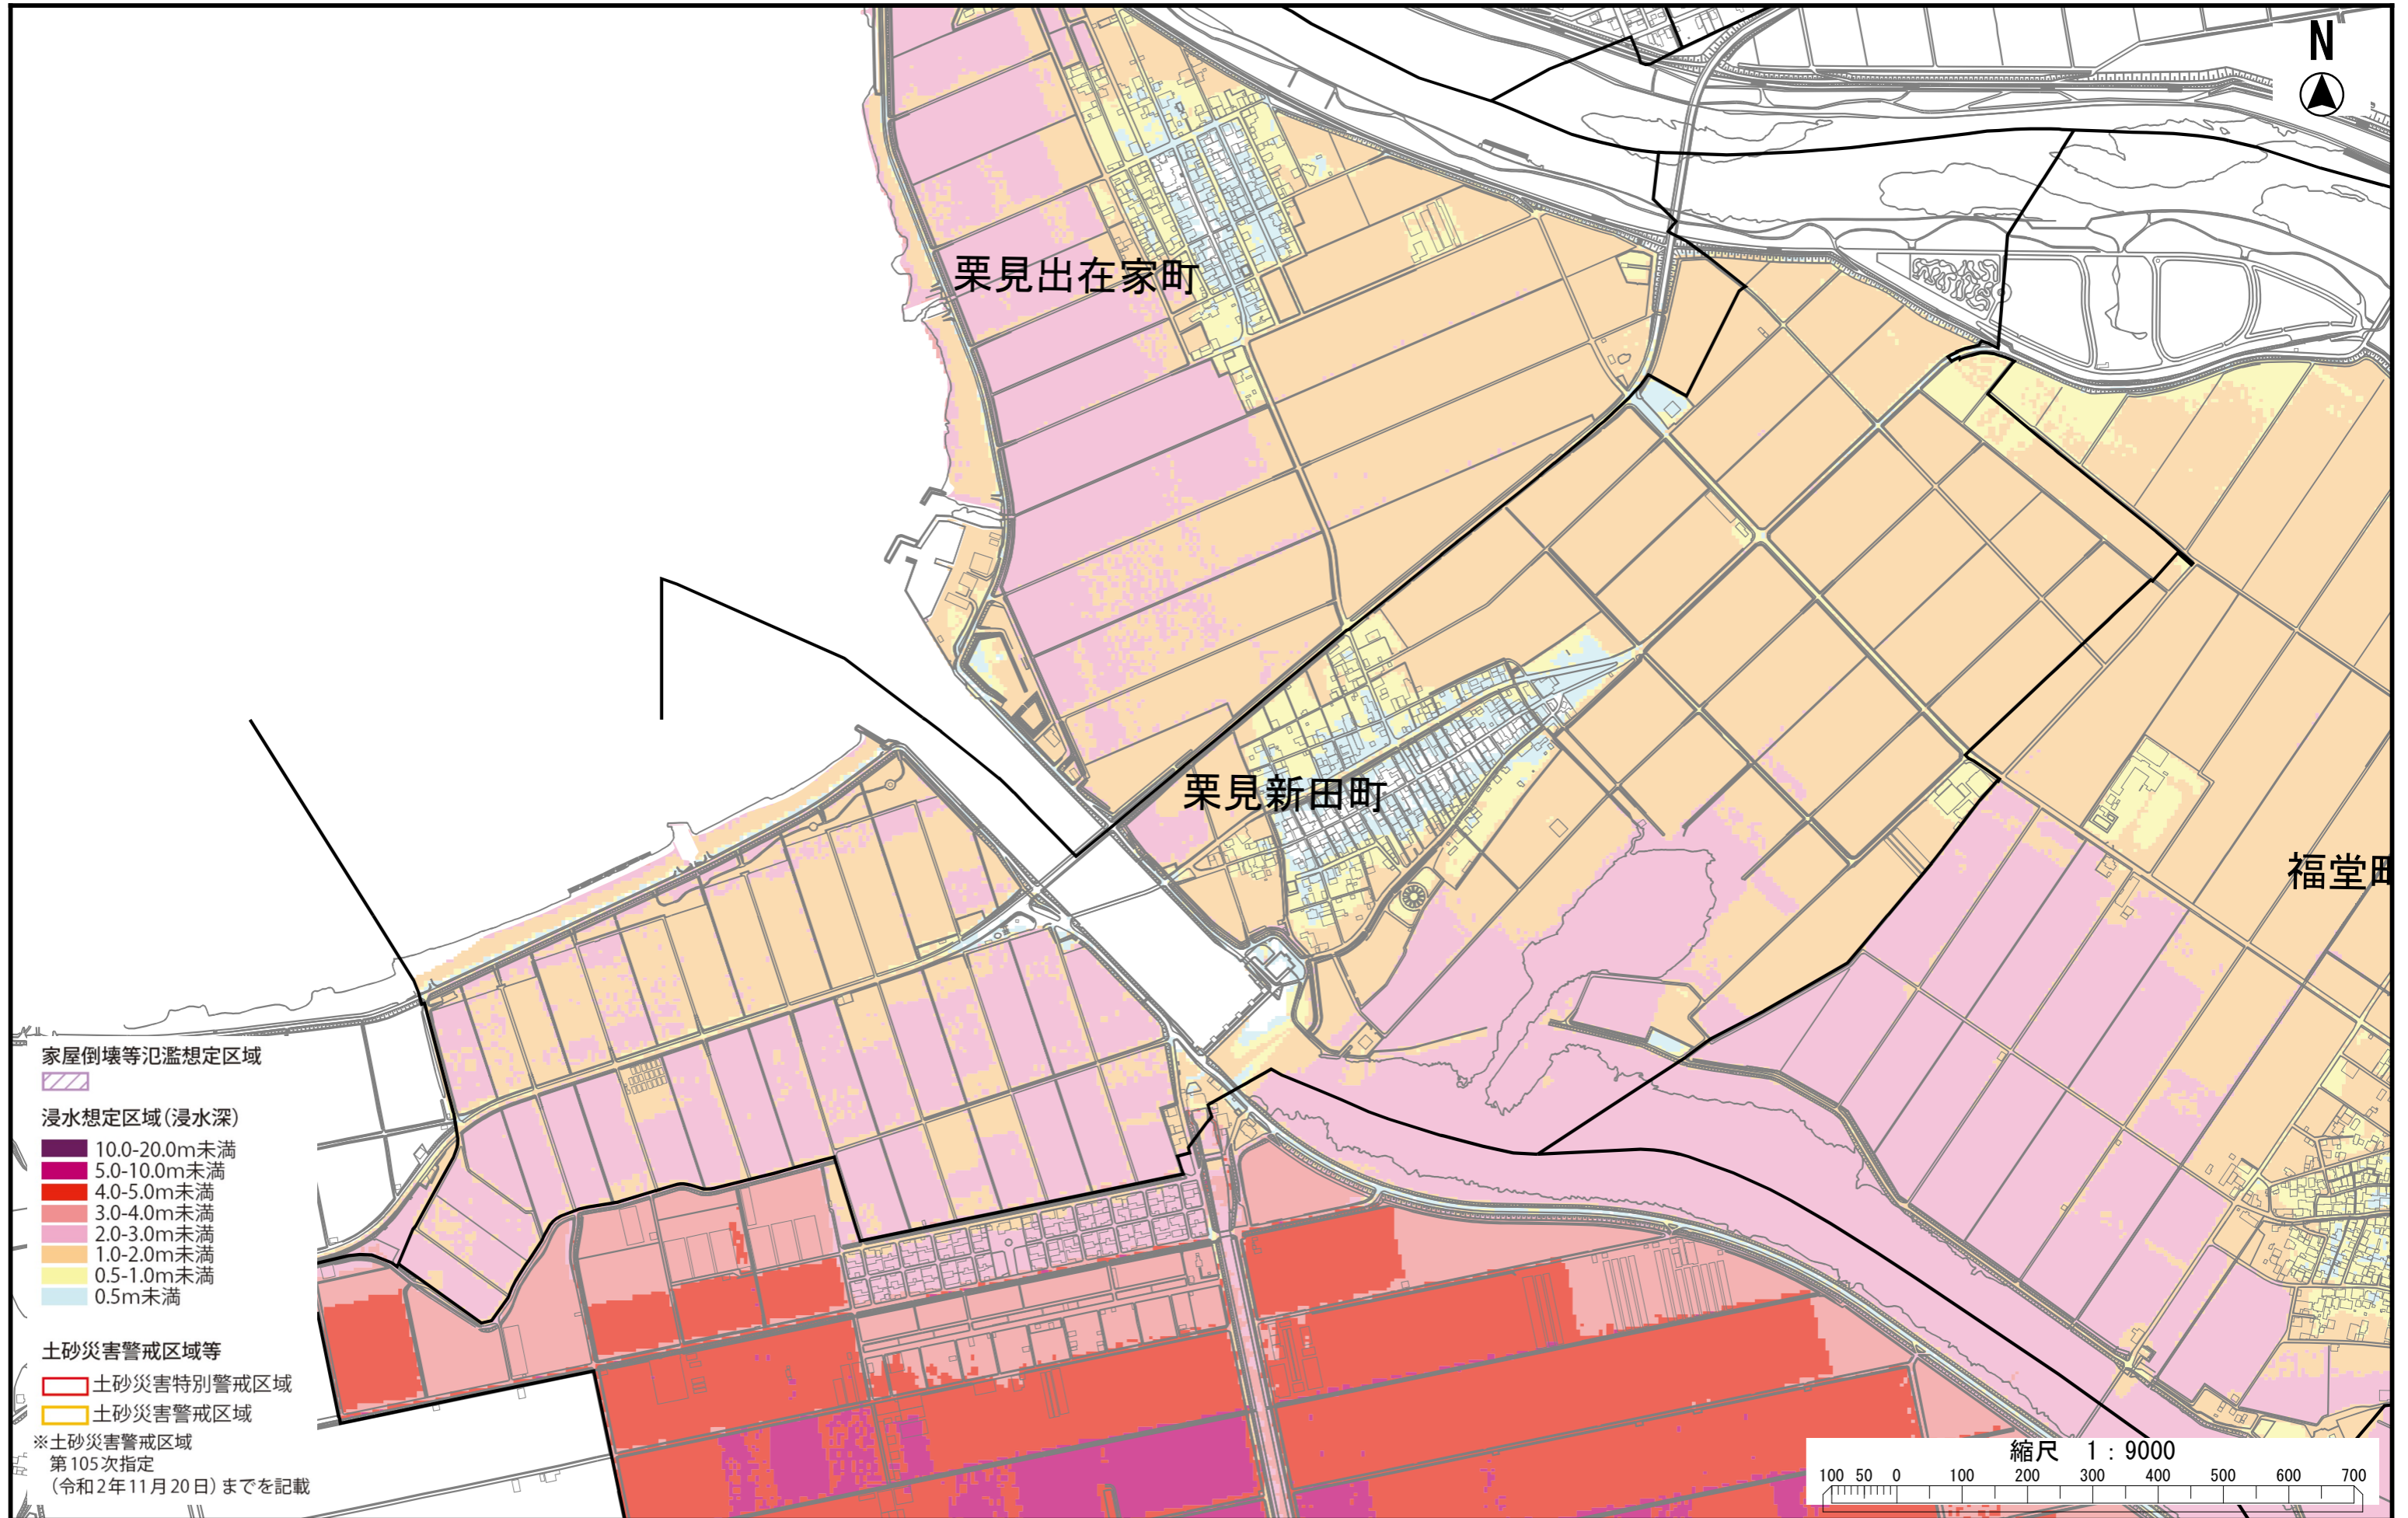 N
栗見出在家町
栗見新田町
福堂町
家屋倒壊等氾濫想定区域
浸水想定区域(浸水深)
10.0-20.0m未満
5.0-10.0m未満
4.0-5.0m未満
3.0-4.0m未満
2.0-3.0m未満
1.0-2.0m未満
0.5-1.0m未満
0.5m未満
土砂災害警戒区域等
土砂災害特別警戒区域
土砂災害警戒区域
※土砂災害警戒区域
第105次指定
(令和2年11月20日)までを記載
縮尺 1:9000
100 50 0 100 200 300 400 500 600 700